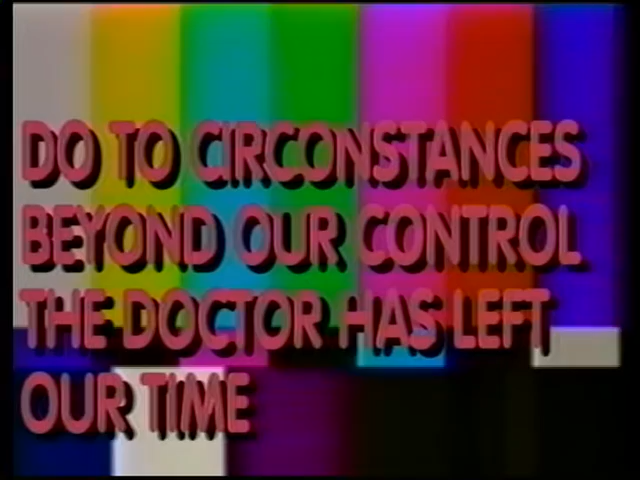 DO TO CIRCONSTANCES
BEYOND OUR CONTROL
THE DOCTOR HAS LEFT
OUR TIME